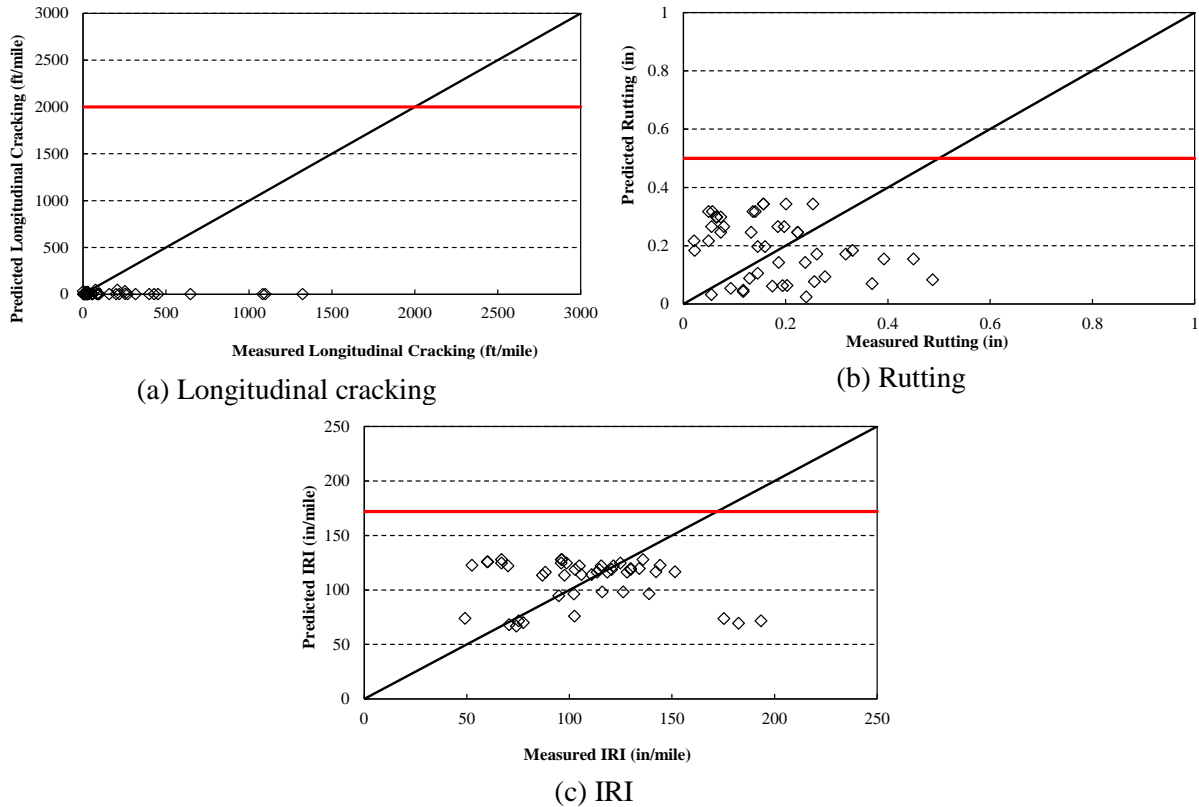 3000
2500
2000
1500
1000
500
0
Predicted Longitudinal Cracking (ft/mile)
0 500 1000 1500 2000 2500 3000
Measured Longitudinal Cracking (ft/mile)
(a) Longitudinal cracking
1
0.8
0.6
0.4
0.2
0
Predicted Rutting (in)
0 0.2 0.4 0.6 0.8 1
Measured Rutting (in)
(b) Rutting
250
200
150
100
50
0
Predicted IRI (in/mile)
0 50 100 150 200 250
Measured IRI (in/mile)
(c) IRI